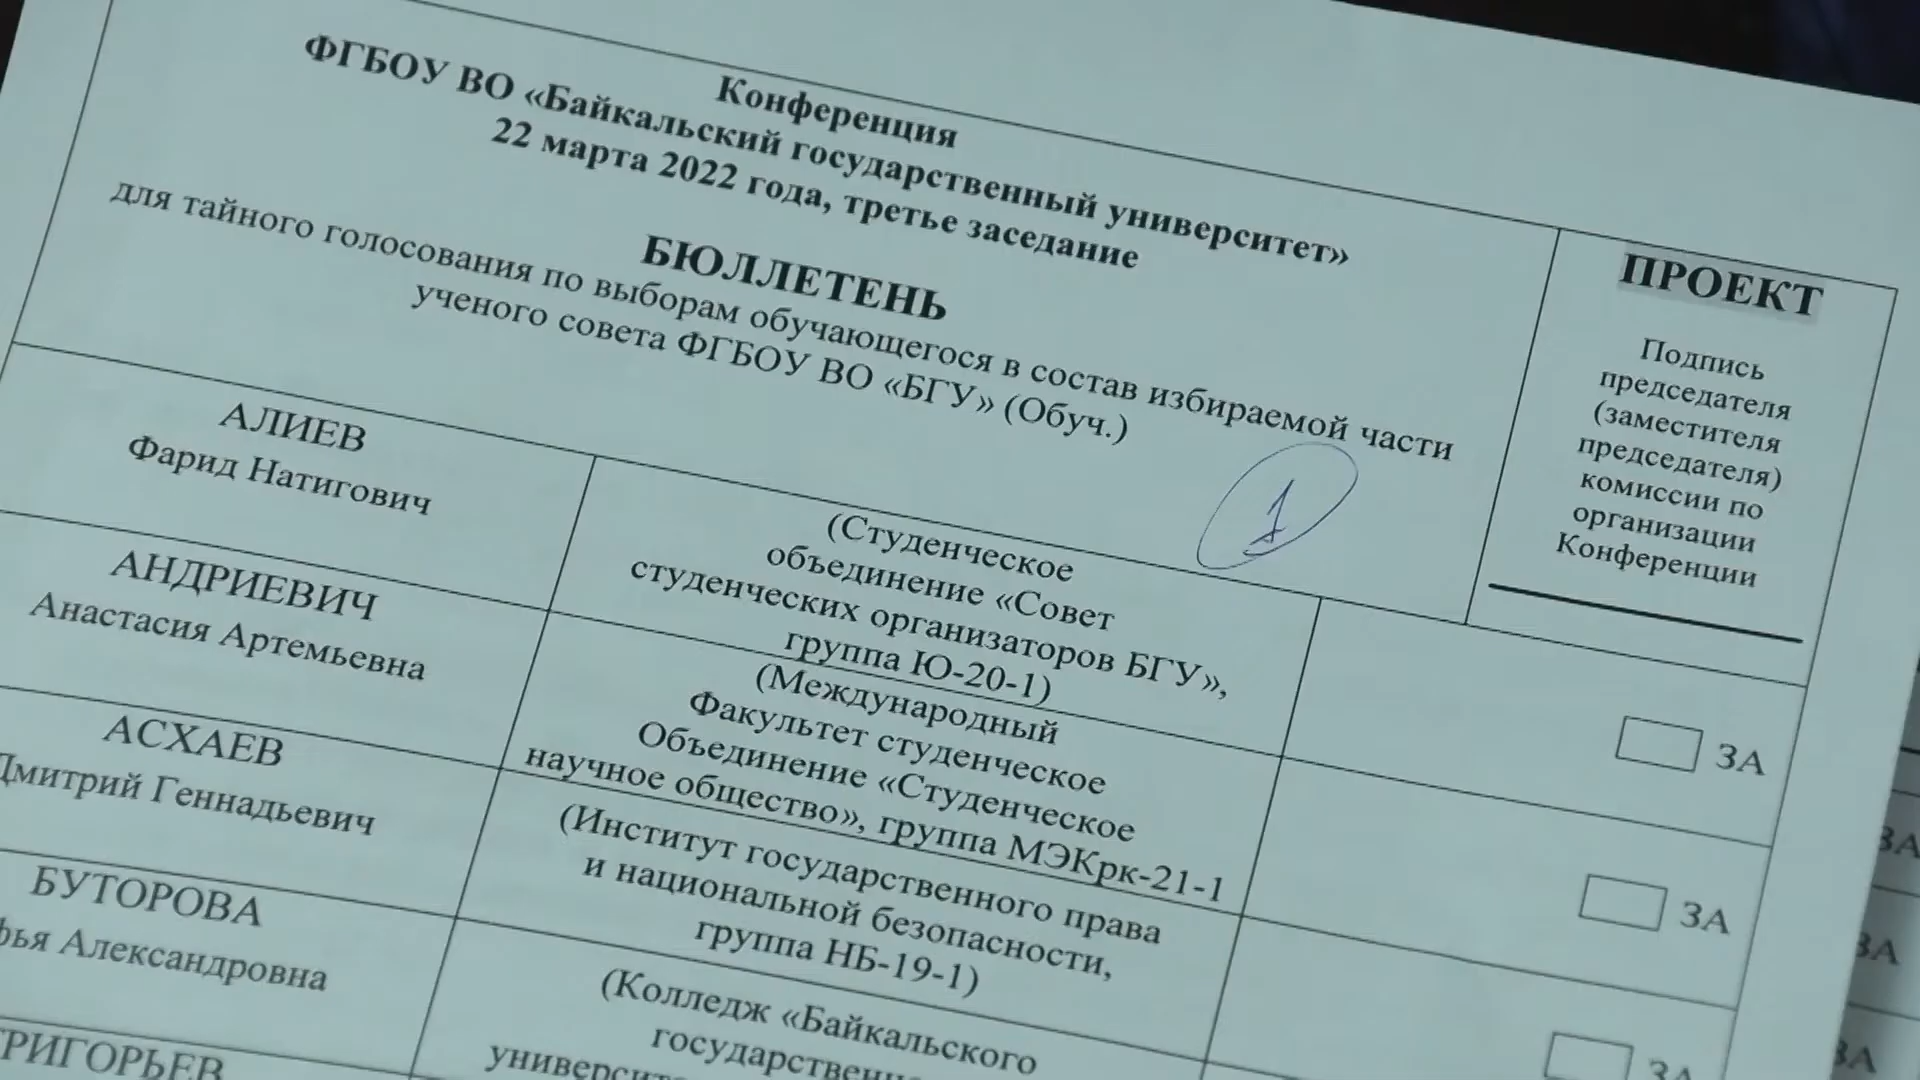 Конференция
ФГБОУ ВО «Байкальский государственный университет»
22 марта 2022 года, третье заседание
БЮЛЛЕТЕНЬ
для тайного голосования по выборам обучающегося в состав избираемой части
ученого совета ФГБОУ ВО «БГУ» (Обуч.)
1
ПРОЕКТ
Подпись
председателя
(заместителя
председателя)
комиссии по
организации
Конференции
АЛИЕВ
Фарид Натигович
(Студенческое
объединение «Совет
студенческих организаторов БГУ»,
группа Ю-20-1)
ЗА
АНДРИЕВИЧ
Анастасия Артемьевна
(Международный
Факультет студенческое
Объединение «Студенческое
научное общество», группа МЭКрк-21-1
ЗА
АСХАЕВ
Дмитрий Геннадьевич
(Институт государственного права
и национальной безопасности,
группа НБ-19-1)
ЗА
БУТОРОВА
Александровна
(Колледж «Байкальского
ЗА
ЗА
ЗА